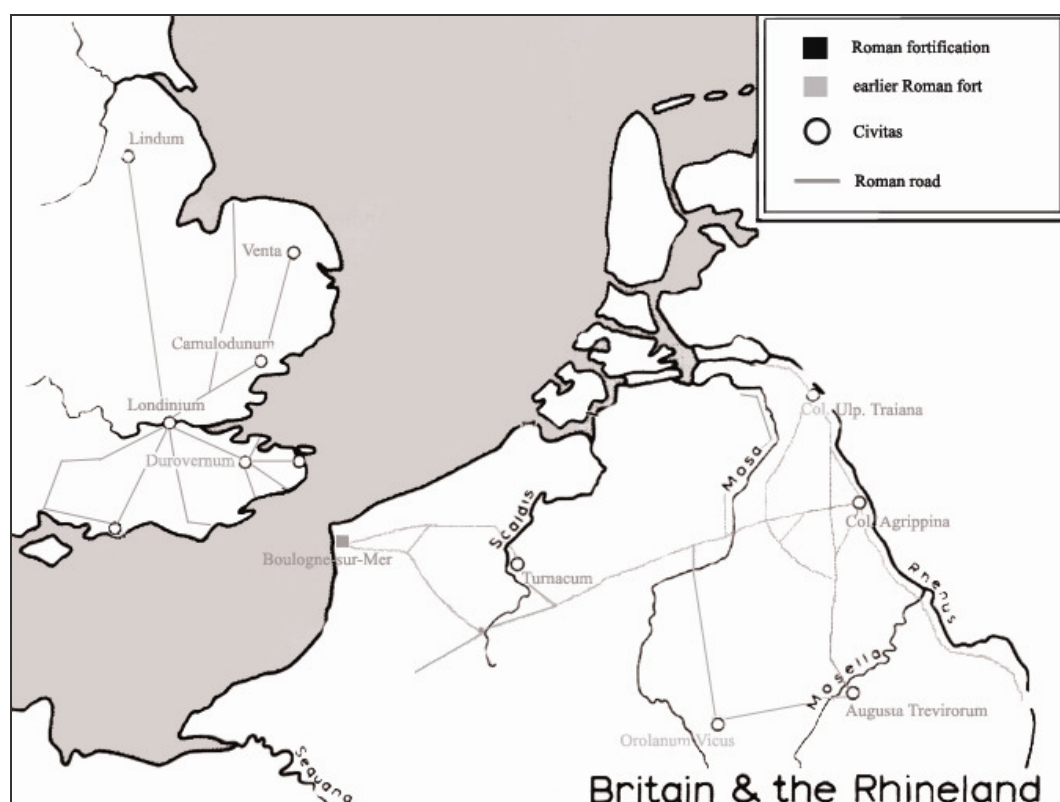 Roman fortification
earlier Roman fort
Civitas
Roman road
Lindum
Venta
Camulodunum
Londinium
Durovernum
Col. Ulp. Traiana
Mosa
Scaldis
Col. Agrippina
Boulogne-sur-Mer
Turnacum
Rhenus
Mosella
Augusta Trevirorum
Orolanum Vicus
Sequana
Britain & the Rhineland